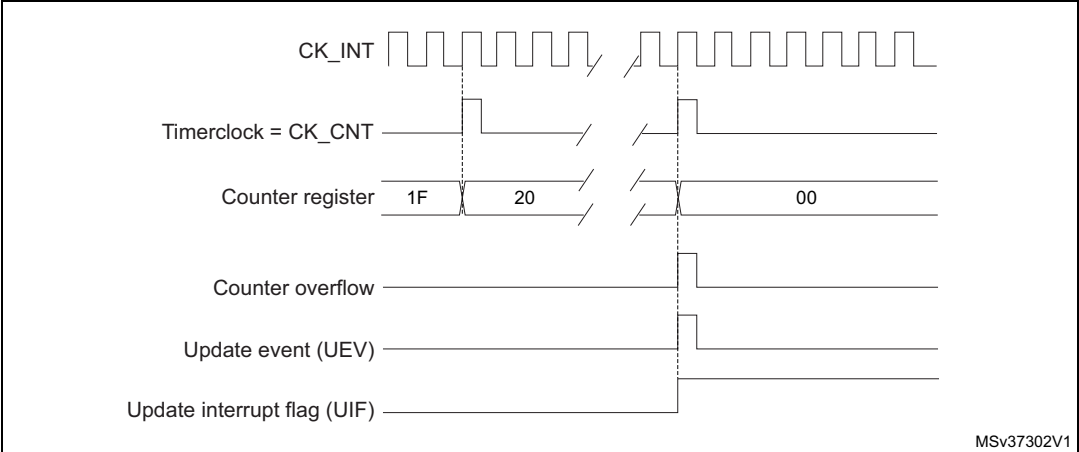 CK_INT
Timerclock = CK_CNT
Counter register 1F 20 00
Counter overflow
Update event (UEV)
Update interrupt flag (UIF)
MSv37302V1